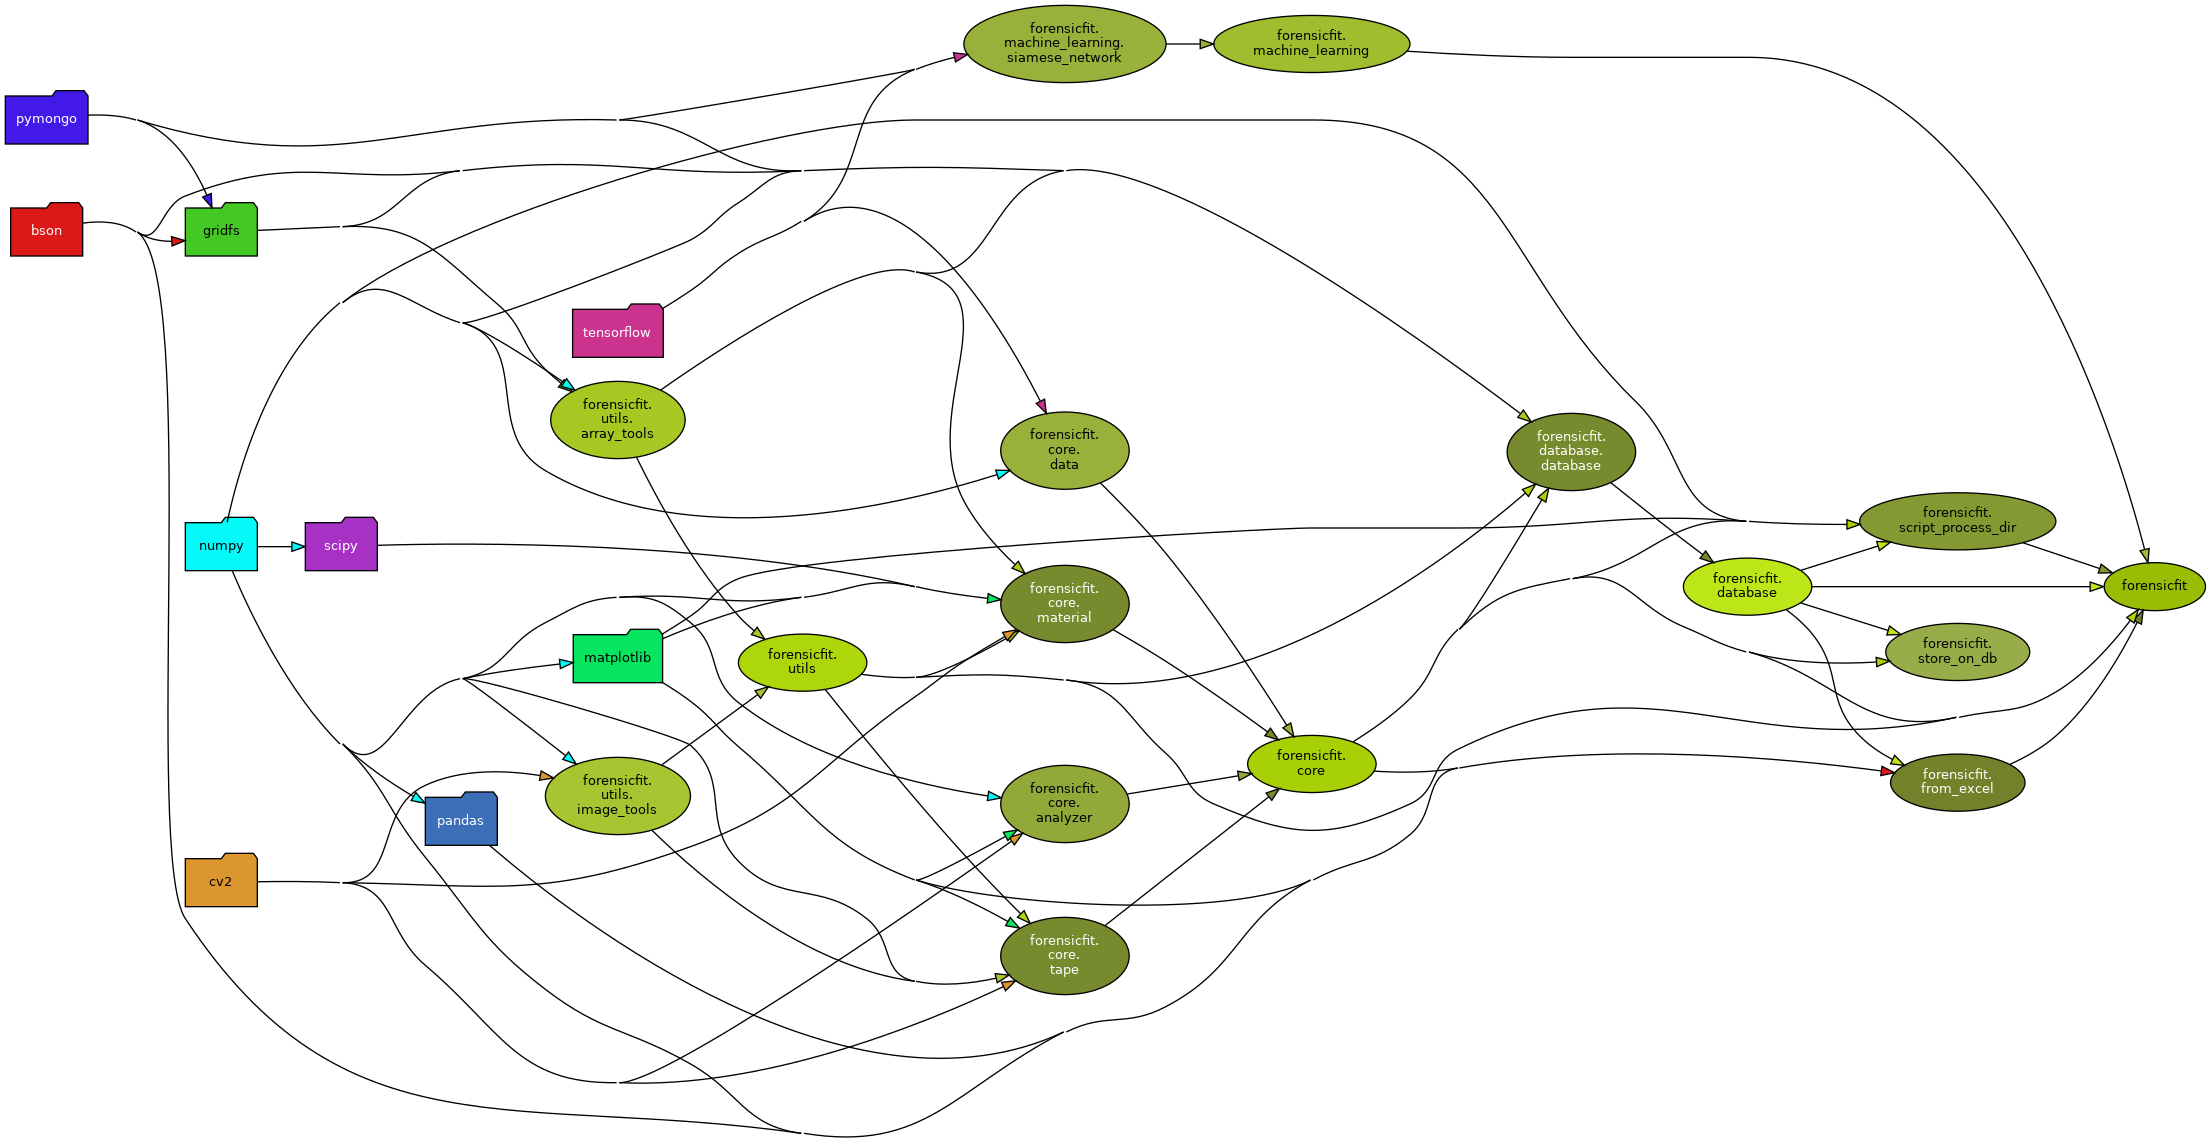 forensicfit.
machine_learning.
siamese_network
forensicfit.
machine_learning
pymongo
bson
gridfs
tensorflow
forensicfit.
utils.
array_tools
forensicfit.
core.
data
forensicfit.
database.
database
forensicfit.
script_process_dir
numpy
scipy
forensicfit.
core.
material
forensicfit.
database
forensicfit
matplotlib
forensicfit.
utils
forensicfit.
store_on_db
forensicfit.
core
forensicfit.
utils.
image_tools
forensicfit.
core.
analyzer
forensicfit.
from_excel
pandas
cv2
forensicfit.
core.
tape